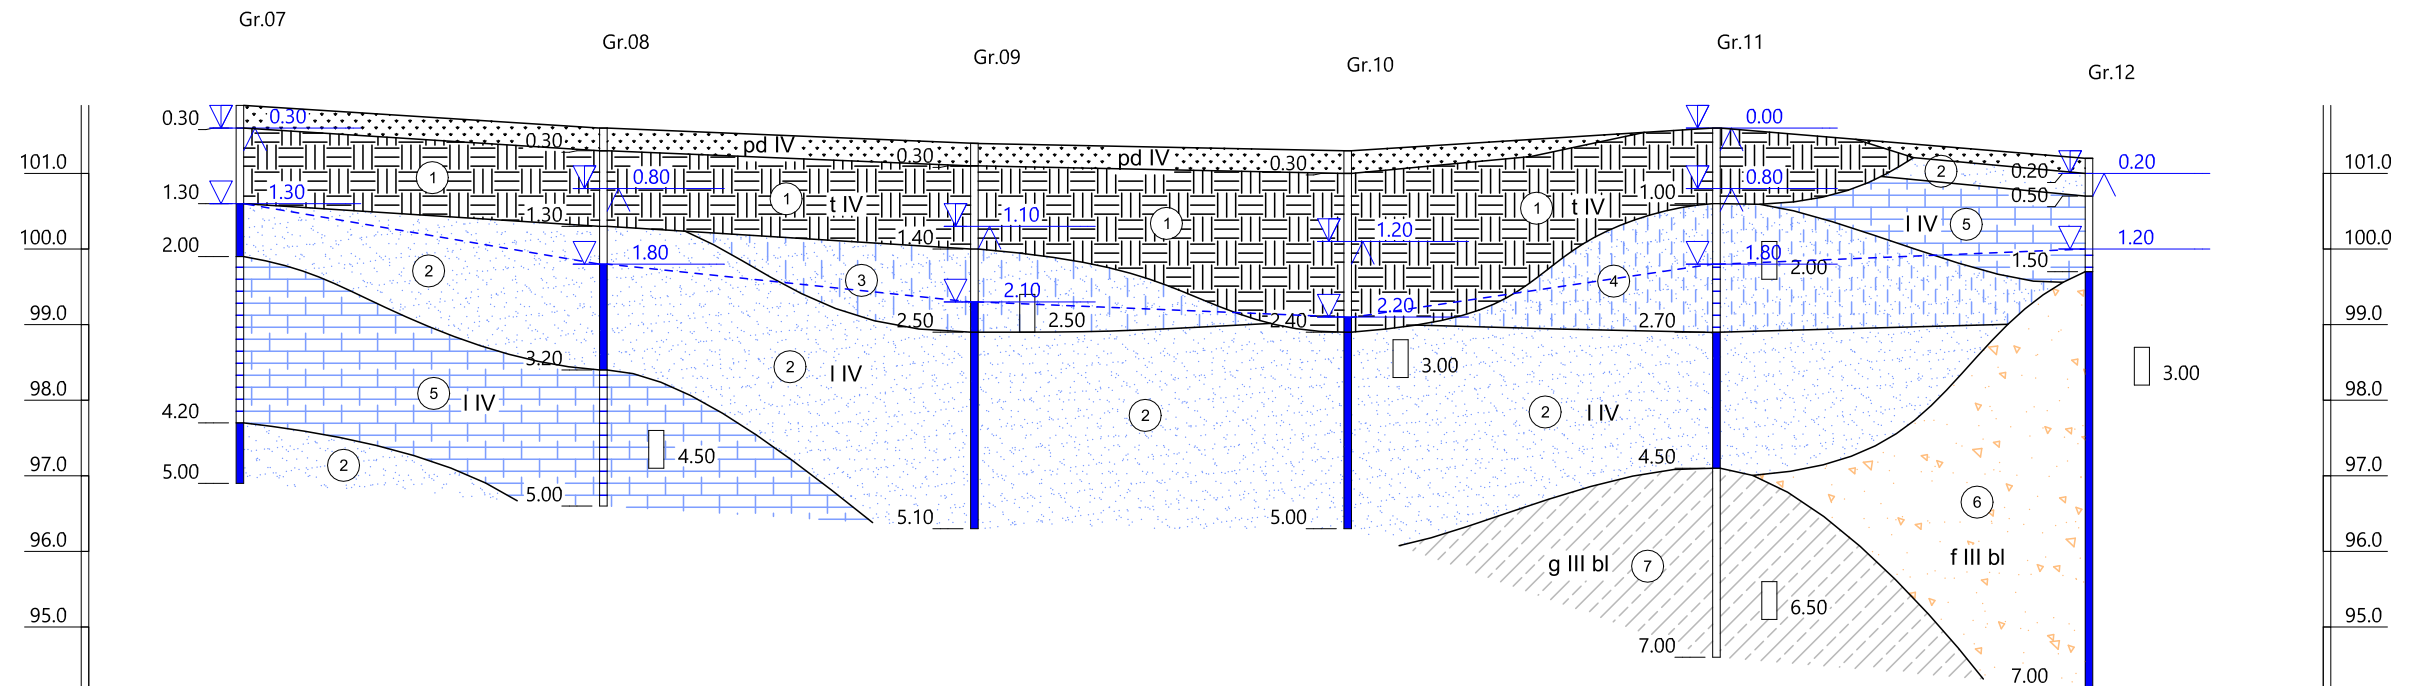 Gr.07
Gr.08
Gr.09
Gr.10
Gr.11
Gr.12
0.30 0.30 0.30 pd IV 0.30 pd IV 0.30 0.00
101.0 1 0.80 1.00 0.80 2 0.20 0.20 101.0
1.30 1.30 1.30 1 t IV 1.10 1 1.20 1 t IV 0.50
100.0 2.00 1.80 1.40 1.80 l IV 5 1.20 100.0
2 3 2.10 2.20 4 2.00 1.50
99.0 2.50 2.50 2.40 2.70 99.0
3.20 2 l IV 3.00 3.00
98.0 4.20 5 l IV 2 2 l IV 98.0
97.0 5.00 2 4.50 4.50 97.0
5.00 5.10 5.00 6
96.0 g III bl 7 f III bl 96.0
95.0 6.50 95.0
7.00 7.00